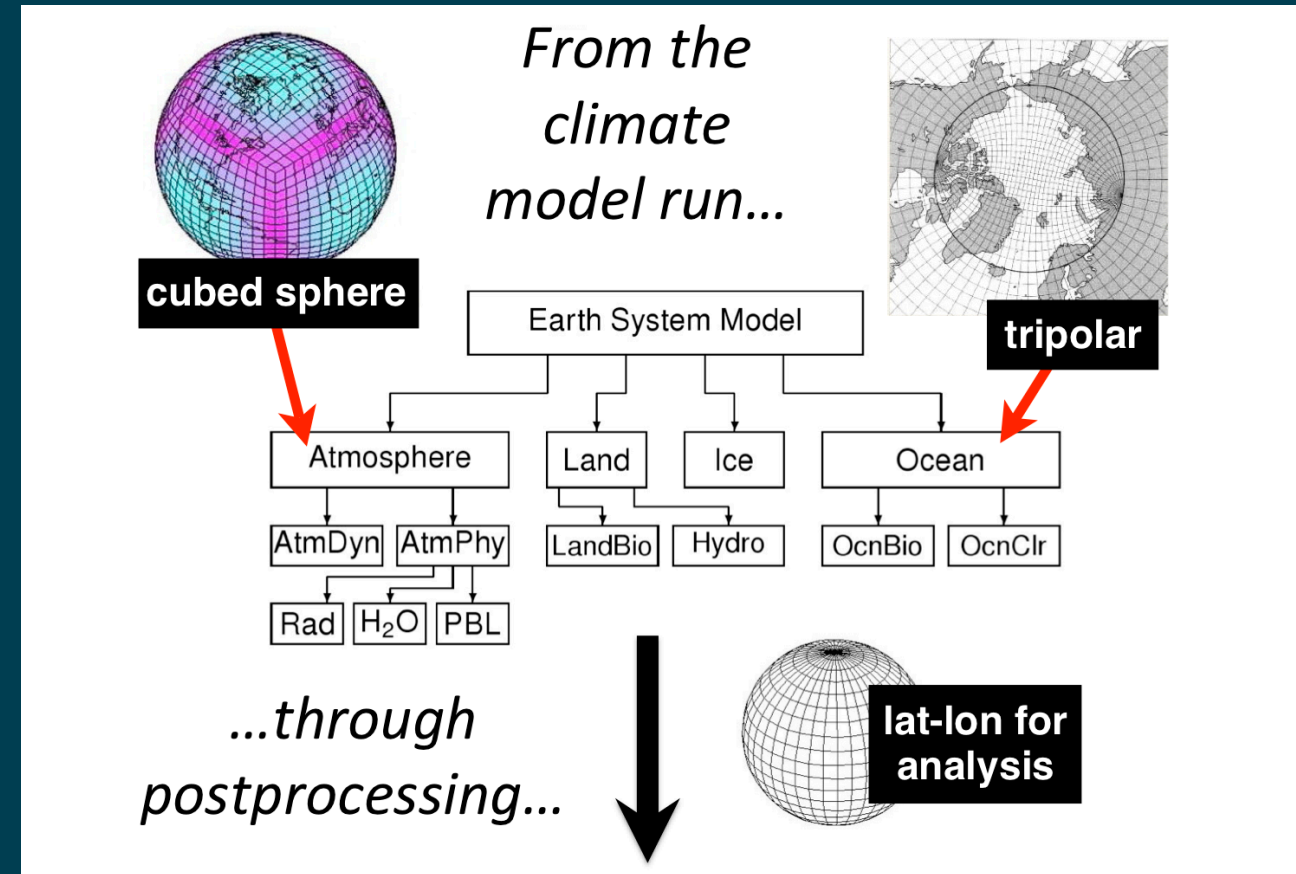 From the
climate
model run...
cubed sphere
tripolar
Earth System Model
Atmosphere
Land
Ice
Ocean
AtmDyn
AtmPhy
LandBio
Hydro
OcnBio
OcnClr
Rad
H₂O
PBL
...through
postprocessing...
lat-lon for
analysis